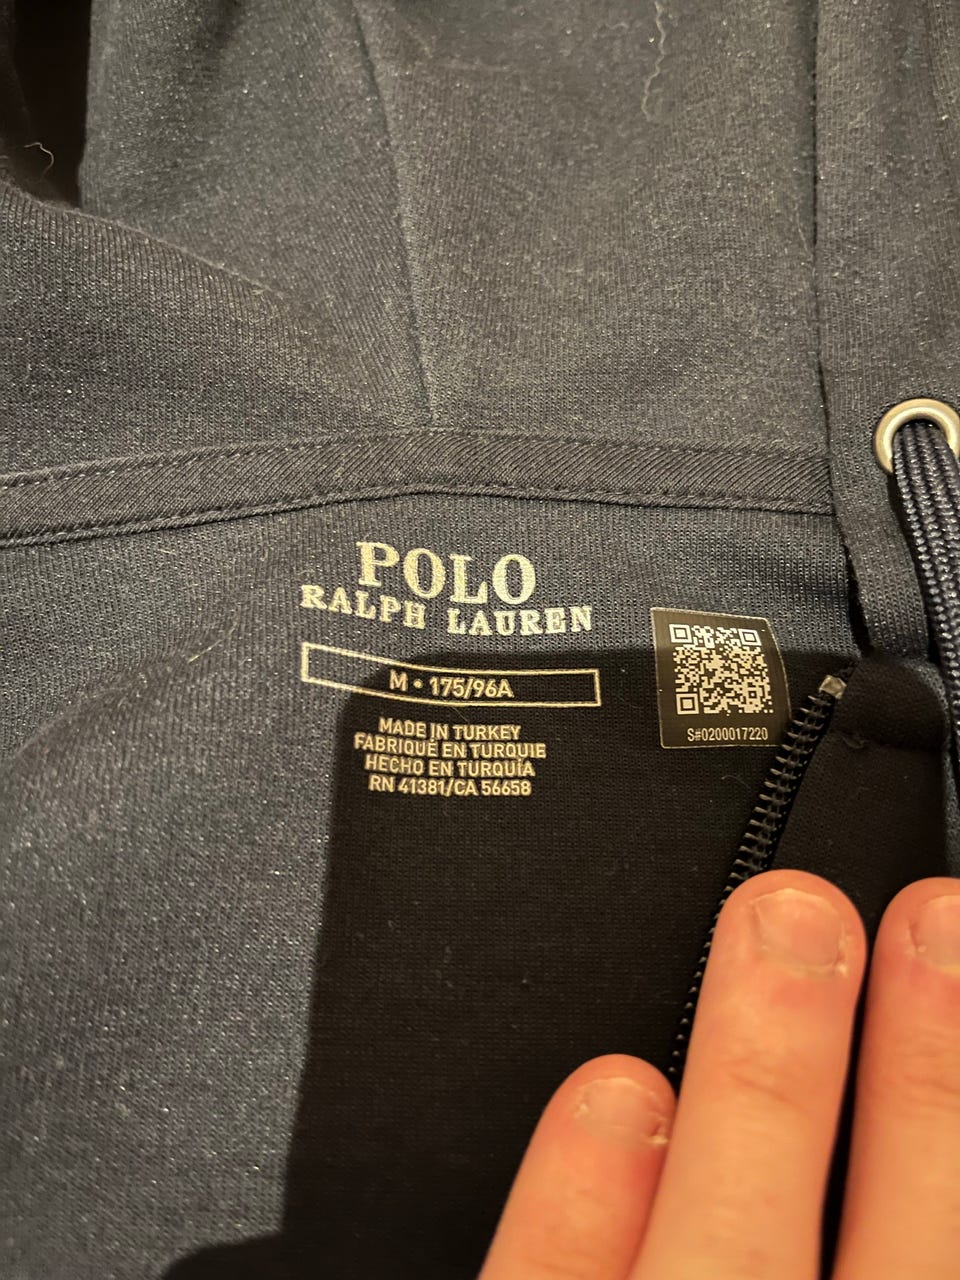 POLO
RALPH LAUREN
M • 175/96A
MADE IN TURKEY
FABRIQUÉ EN TURQUIE
HECHO EN TURQUÍA
RN 41381/CA 56658
S#0200017220